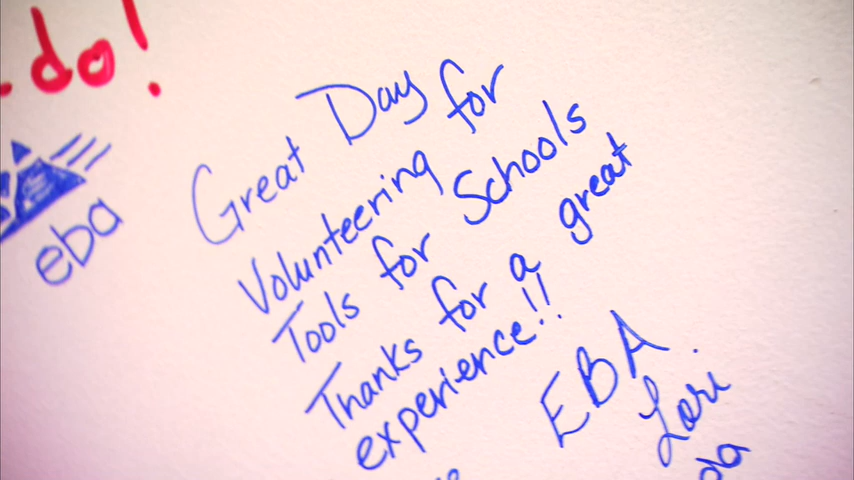 do!
eba
Great Day
Volunteering for
Tools for Schools
Thanks for a great
experience!!
EBA
Lori